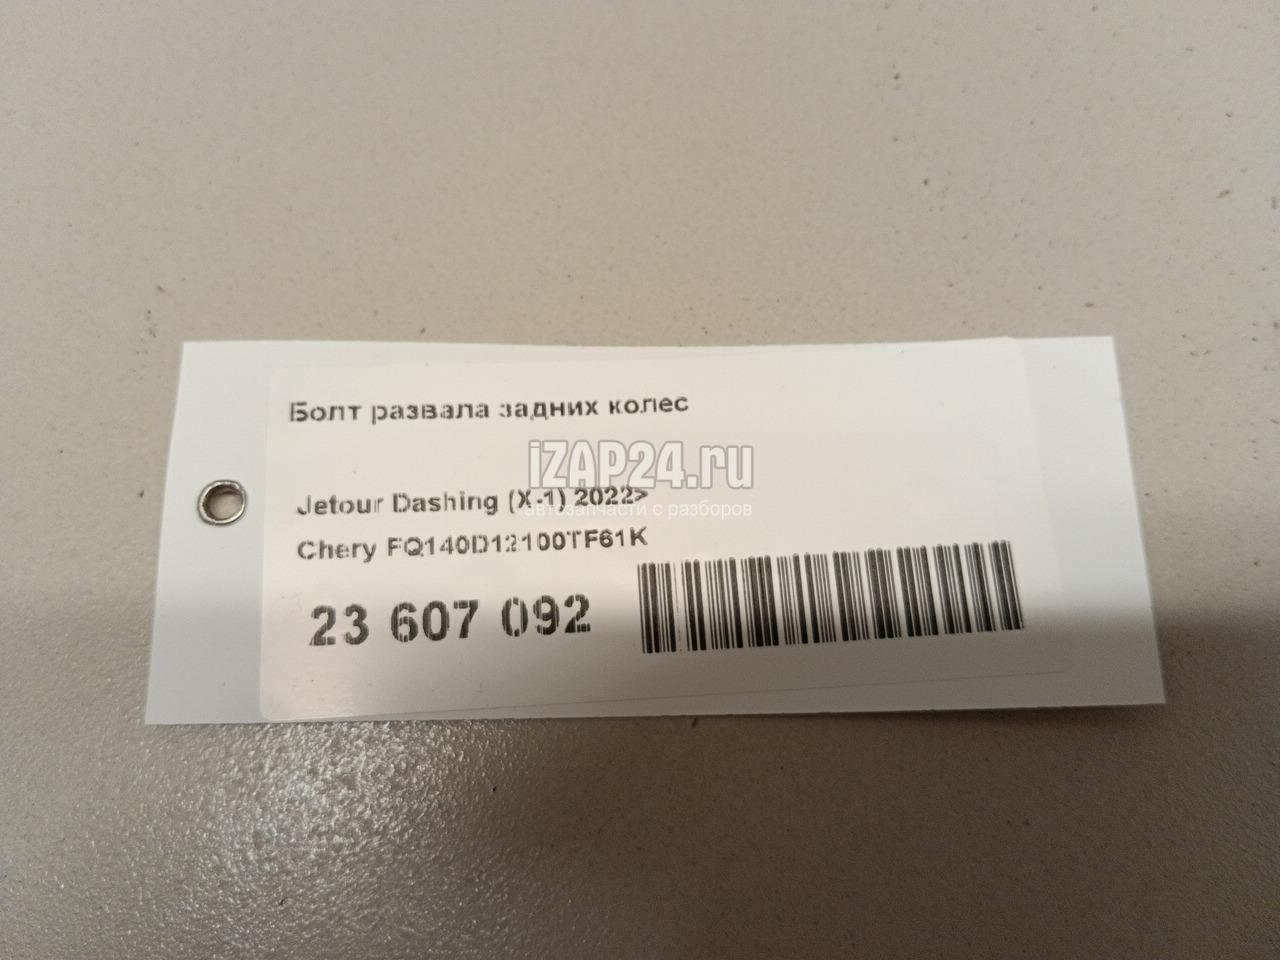 Болт развала задних колес
iZAP24.ru
Jetour Dashing (X-1) 2022>
автозапчасти с разборов
Chery FQ140D12100TF61K
23 607 092